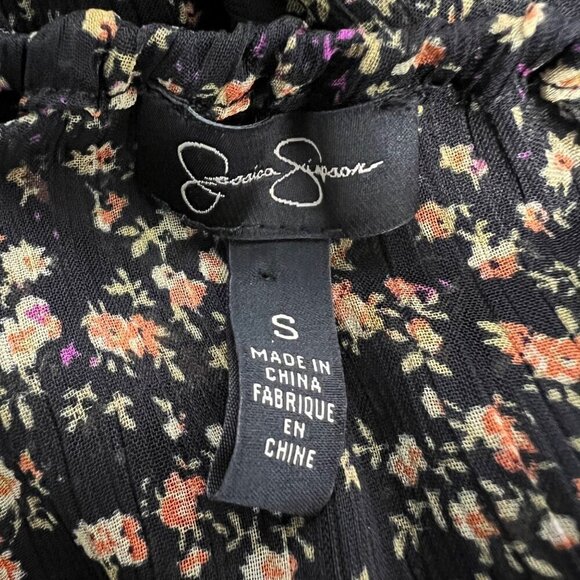 Jessica Simpson
S
MADE IN
CHINA
FABRIQUE
EN
CHINE